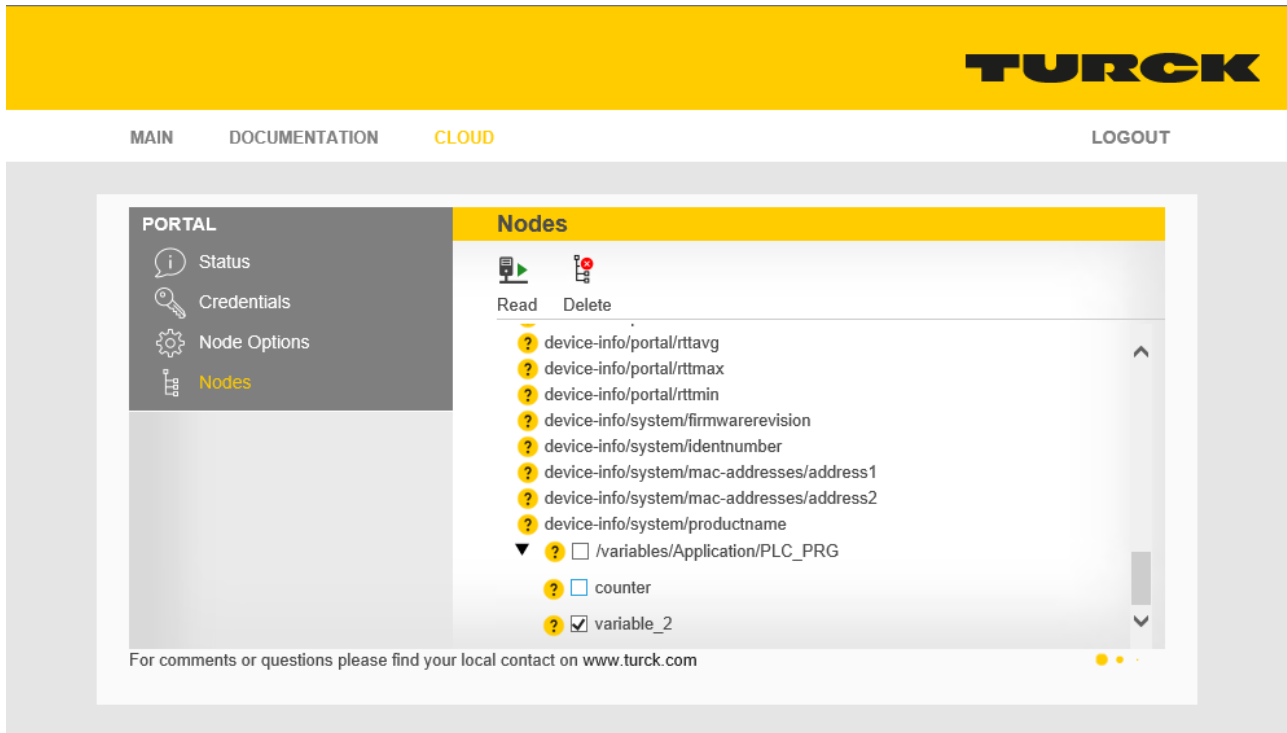 TURCK
MAIN DOCUMENTATION CLOUD LOGOUT
PORTAL
Status
Credentials
Node Options
Nodes
Nodes
Read Delete
device-info/portal/rttavg
device-info/portal/rttmax
device-info/portal/rttmin
device-info/system/firmwarerevision
device-info/system/identnumber
device-info/system/mac-addresses/address1
device-info/system/mac-addresses/address2
device-info/system/productname
/variables/Application/PLC_PRG
counter
variable_2
For comments or questions please find your local contact on www.turck.com